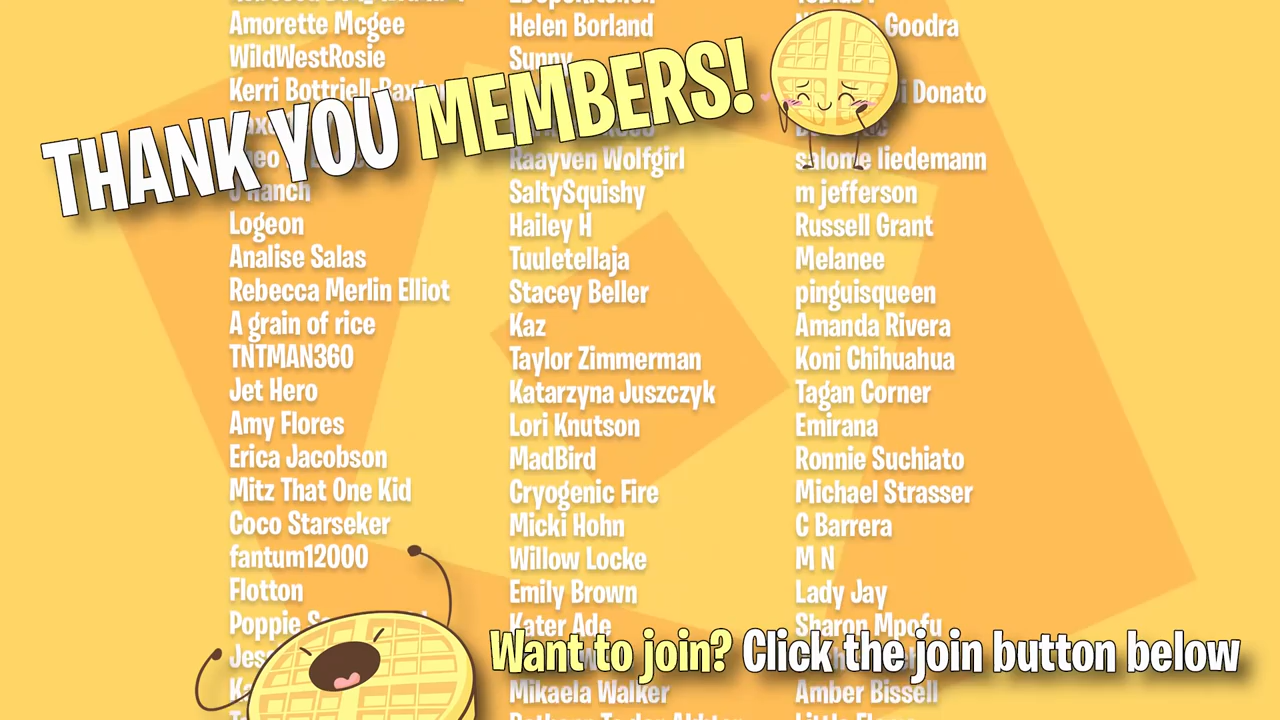 THANK YOU MEMBERS!
Amorette Mcgee
WildWestRosie
Kerri Bottriell-Baxter
J Hanch
Logeon
Analise Salas
Rebecca Merlin Elliot
A grain of rice
TNTMAN360
Jet Hero
Amy Flores
Erica Jacobson
Mitz That One Kid
Coco Starseker
fantum12000
Flotton
Poppie
Helen Borland
Sunny
Raayven Wolfgirl
SaltySquishy
Hailey H
Tuuletellaja
Stacey Beller
Kaz
Taylor Zimmerman
Katarzyna Juszczyk
Lori Knutson
MadBird
Cryogenic Fire
Micki Hohn
Willow Locke
Emily Brown
Kater Ade
Mikaela Walker
Goodra
Donato
salome liedemann
m jefferson
Russell Grant
Melanee
pinguisqueen
Amanda Rivera
Koni Chihuahua
Tagan Corner
Emirana
Ronnie Suchiato
Michael Strasser
C Barrera
M N
Lady Jay
Sharon Mpofu
Amber Bissell
Want to join? Click the join button below